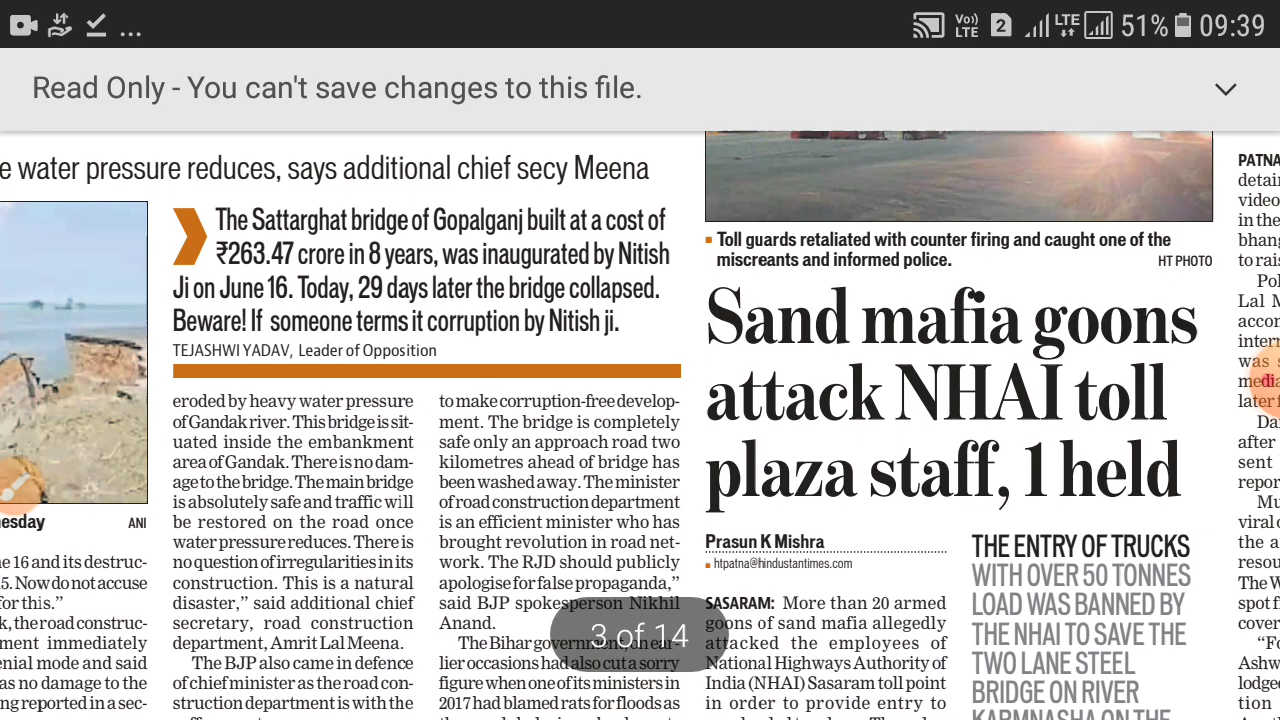 Vo)
LTE 2 LTE 51% 09:39
Read Only - You can't save changes to this file.
e water pressure reduces, says additional chief secy Meena
The Sattarghat bridge of Gopalganj built at a cost of
₹263.47 crore in 8 years, was inaugurated by Nitish
Ji on June 16. Today, 29 days later the bridge collapsed.
Beware! If someone terms it corruption by Nitish ji.
TEJASHWI YADAV, Leader of Opposition
nesday ANI
ne 16 and its destruc-
5. Now do not accuse
for this.”
k, the road construc-
ment immediately
enial mode and said
as no damage to the
ng reported in a sec-
eroded by heavy water pressure
of Gandak river. This bridge is sit-
uated inside the embankment
area of Gandak. There is no dam-
age to the bridge. The main bridge
is absolutely safe and traffic will
be restored on the road once
water pressure reduces. There is
no question of irregularities in its
construction. This is a natural
disaster,” said additional chief
secretary, road construction
department, Amrit Lal Meena.
The BJP also came in defence
of chief minister as the road con-
struction department is with the
to make corruption-free develop-
ment. The bridge is completely
safe only an approach road two
kilometres ahead of bridge has
been washed away. The minister
of road construction department
is an efficient minister who has
brought revolution in road net-
work. The RJD should publicly
apologise for false propaganda,”
said BJP spokesperson Nikhil
Anand.
The Bihar government, on ear-
lier occasions had also cut a sorry
figure when one of its ministers in
2017 had blamed rats for floods as
3 of 14
Toll guards retaliated with counter firing and caught one of the
miscreants and informed police. HT PHOTO
Sand mafia goons
attack NHAI toll
plaza staff, 1 held
Prasun K Mishra
htpatna@hindustantimes.com
SASARAM: More than 20 armed
goons of sand mafia allegedly
attacked the employees of
National Highways Authority of
India (NHAI) Sasaram toll point
in order to provide entry to
THE ENTRY OF TRUCKS
WITH OVER 50 TONNES
LOAD WAS BANNED BY
THE NHAI TO SAVE THE
TWO LANE STEEL
BRIDGE ON RIVER
KARMNASHA ON THE
PATNA
detai
video
in the
bhang
to rais
Pol
Lal M
accor
intern
was s
media
later f
Da
after
sent
repor
Mu
viral c
the a
resou
The W
spot f
cover
“Fo
Ashw
lodged
tion